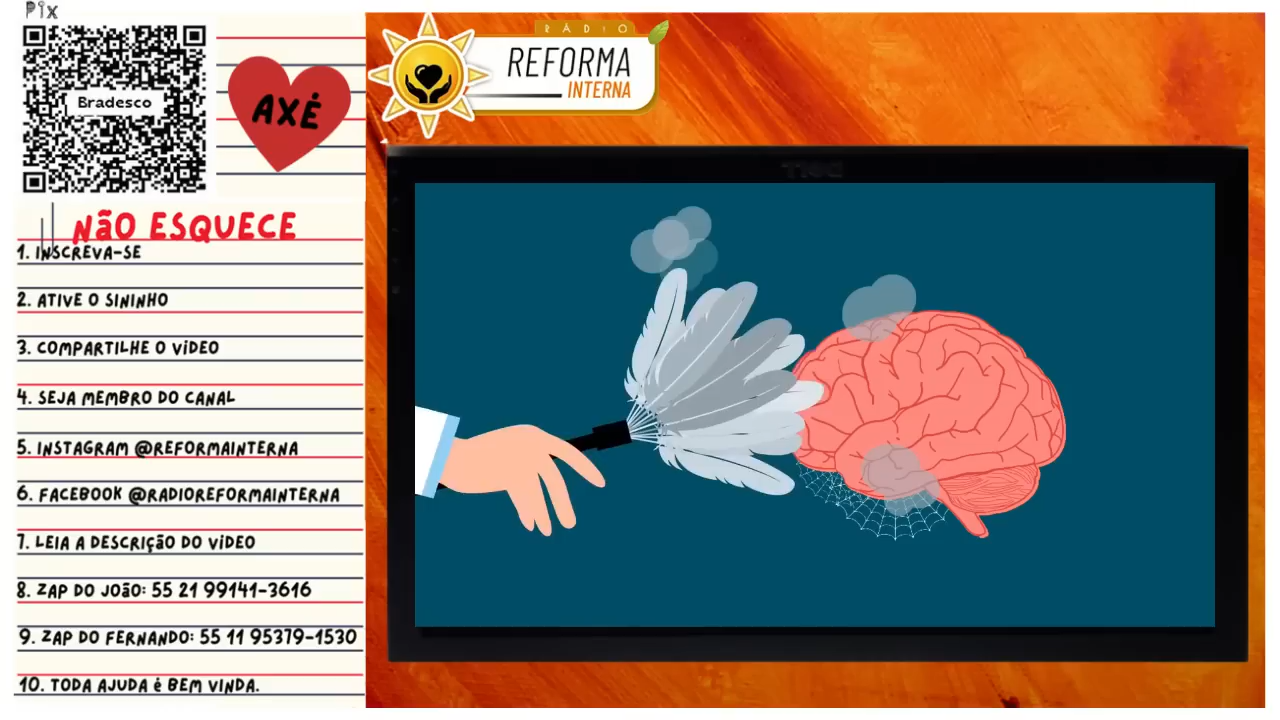 Pix
Bradesco
AXÉ
NÃO ESQUECE
1. INSCREVA-SE
2. ATIVE O SININHO
3. COMPARTILHE O VíDEO
4. SEJA MEMBRO DO CANAL
5. INSTAGRAM @REFORMAINTERNA
6. FACEBOOK @RADIOREFORMAINTERNA
7. LEIA A DESCRIÇÃO DO VíDEO
8. ZAP DO JOÃO: 55 21 99141-3616
9. ZAP DO FERNANDO: 55 11 95379-1530
10. TODA AJUDA é BEM VINDA.
RÁDIO
REFORMA
INTERNA